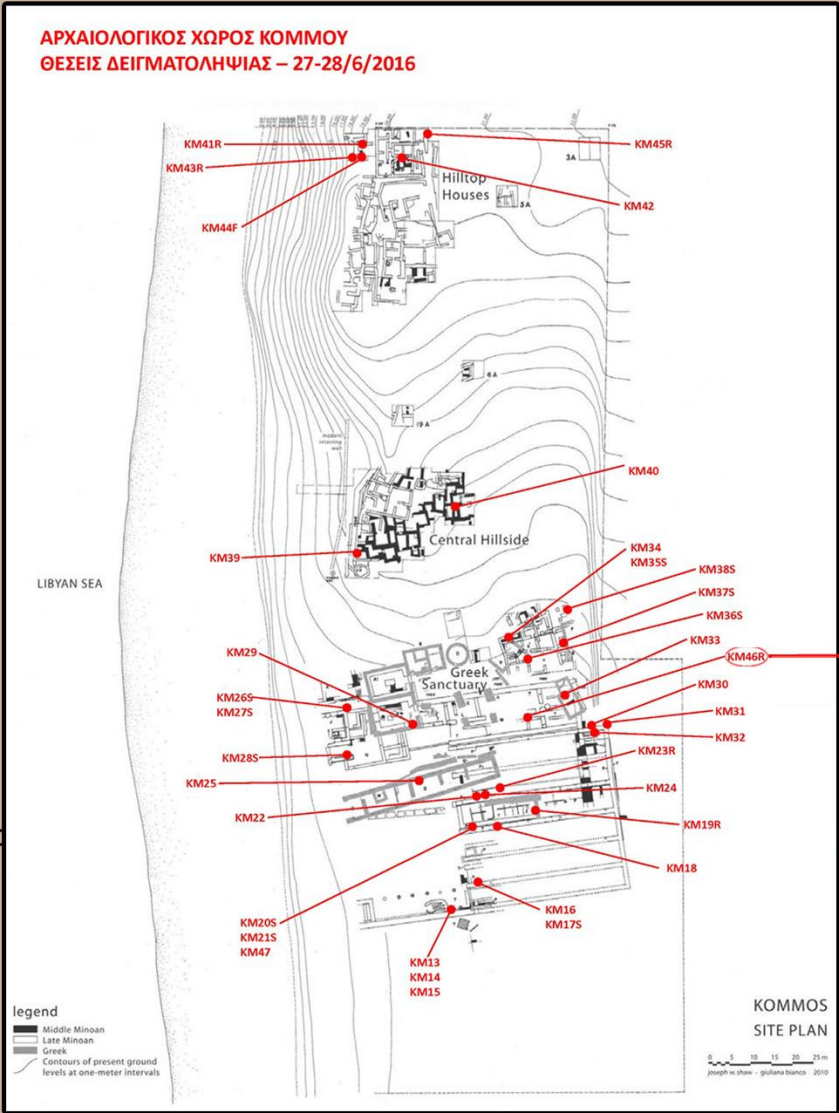 ΑΡΧΑΙΟΛΟΓΙΚΟΣ ΧΩΡΟΣ ΚΟΜΜΟΥ
ΘΕΣΕΙΣ ΔΕΙΓΜΑΤΟΛΗΨΙΑΣ – 27-28/6/2016
KM41R
KM45R
KM43R
3A
Hilltop
Houses
KM42
5A
KM44F
6A
19A
modern
retaining
wall
KM40
Central Hillside
KM34
KM35S
KM39
KM38S
LIBYAN SEA
KM37S
KM36S
KM33
KM29
Greek
Sanctuary
KM46R
KM30
KM26S
KM27S
KM31
KM32
KM28S
KM23R
KM25
KM24
KM22
KM19R
KM18
KM20S
KM21S
KM47
KM16
KM17S
KM13
KM14
KM15
legend
Middle Minoan
Late Minoan
Greek
Contours of present ground
levels at one-meter intervals
KOMMOS
SITE PLAN
0 5 10 15 20 25 m
joseph w. shaw - giuliana bianco 2010